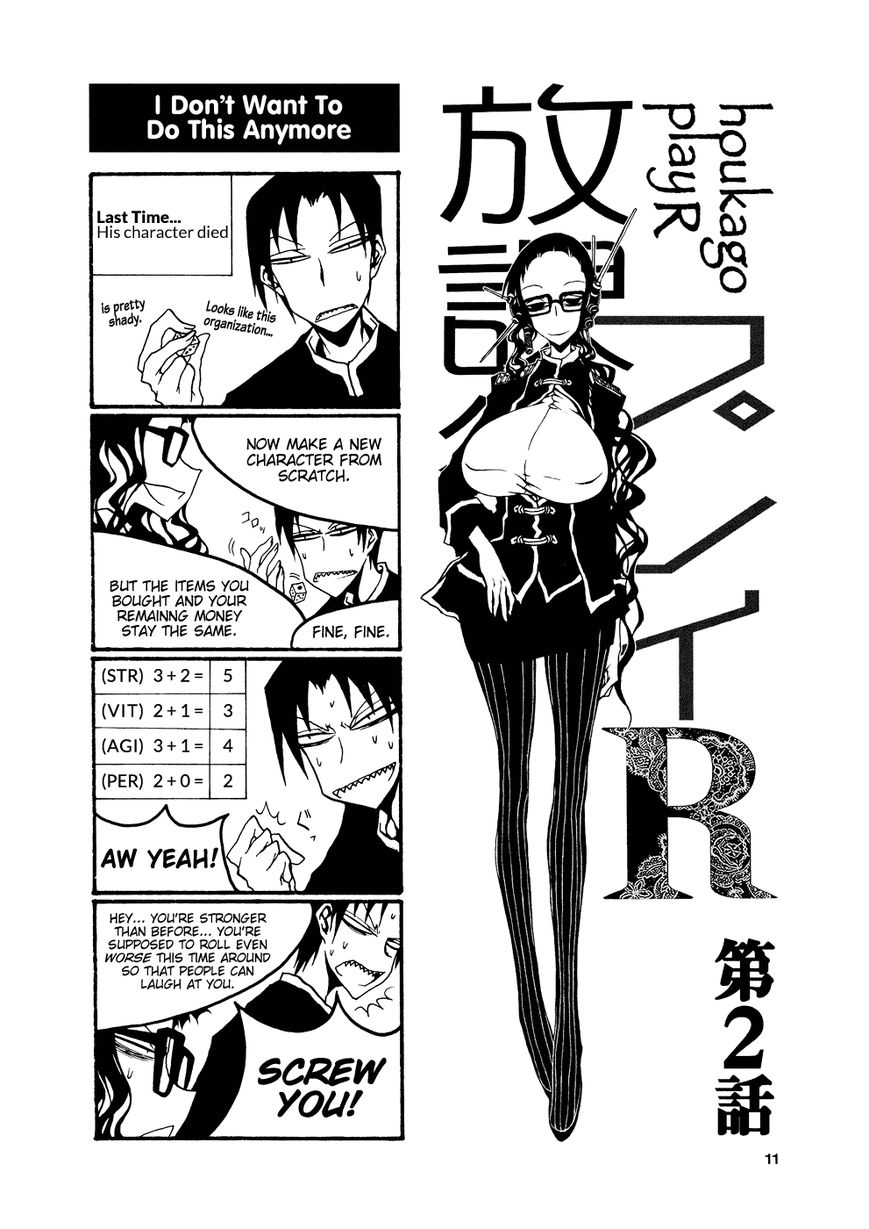 houkago
play R
放課後
プレイ
R
第2話
I Don't Want To
Do This Anymore
Last Time...
His character died
Looks like this
organization...
is pretty
shady.
NOW MAKE A NEW
CHARACTER FROM
SCRATCH.
コロッ
BUT THE ITEMS YOU
BOUGHT AND YOUR
REMAINNG MONEY
STAY THE SAME.
FINE, FINE.
(STR) 3 + 2 = 5
(VIT) 2 + 1 = 3
(AGI) 3 + 1 = 4
(PER) 2 + 0 = 2
AW YEAH!
HEY... YOU'RE STRONGER
THAN BEFORE... YOU'RE
SUPPOSED TO ROLL EVEN
WORSE THIS TIME AROUND
SO THAT PEOPLE CAN
LAUGH AT YOU.
SCREW
YOU!
11